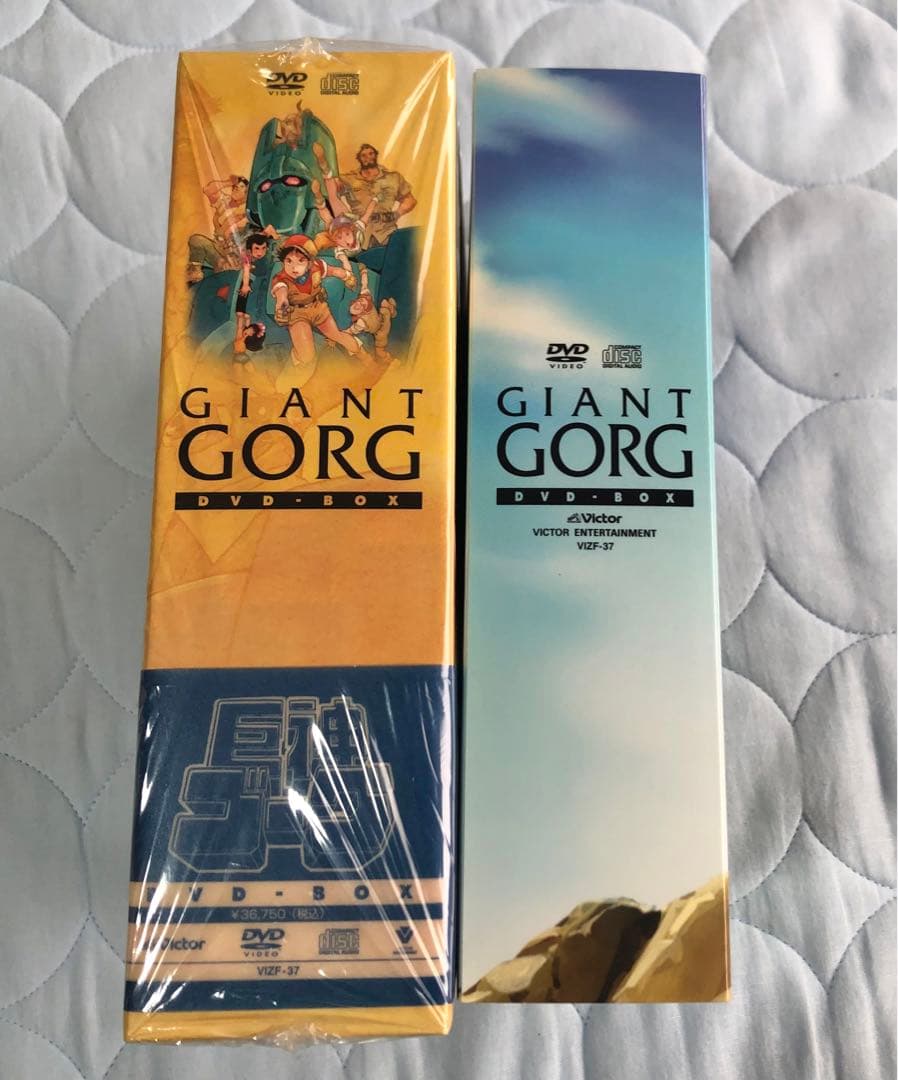 DVD
VIDEO
COMPACT
disc
DIGITAL AUDIO
GIANT
GORG
DVD-BOX
巨神
ゴーグ
DVD-BOX
¥36,750(税込)
Victor
DVD
VIDEO
COMPACT
disc
DIGITAL AUDIO
VIZF-37
DVD
VIDEO
COMPACT
disc
DIGITAL AUDIO
GIANT
GORG
DVD-BOX
Victor
VICTOR ENTERTAINMENT
VIZF-37